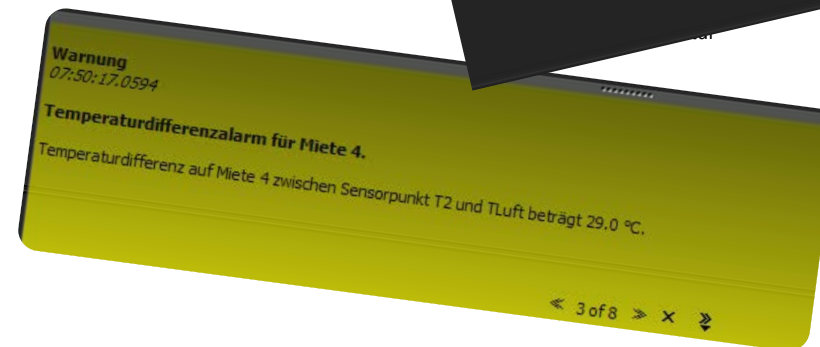 Warnung
07:50:17.0594
Temperaturdifferenzalarm für Miete 4.
Temperaturdifferenz auf Miete 4 zwischen Sensorpunkt T2 und TLuft beträgt 29.0 °C.
3 of 8